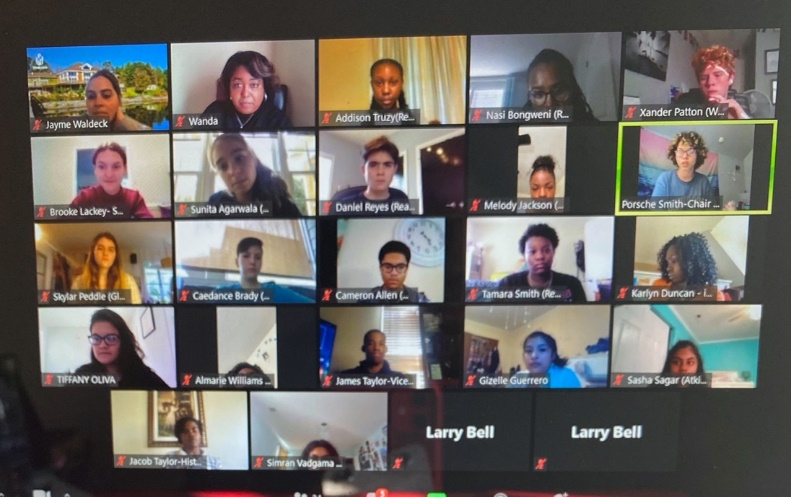 Jayme Waldeck
Wanda
Addison Truzy(Re...
Nasi Bongweni (R...
Xander Patton (W...
Brooke Lackey- S...
Sunita Agarwala (...
Daniel Reyes (Rea...
Melody Jackson (...
Porsche Smith-Chair ...
Skylar Peddie (Gl...
Caedance Brady (...
Cameron Allen (...
Tamara Smith (Re...
Karlyn Duncan - i...
TIFFANY OLIVA
Almarie Williams ...
James Taylor-Vice...
Gizelle Guerrero
Sasha Sagar (Atki...
Jacob Taylor-Hist...
Simran Vadgama ...
Larry Bell
Larry Bell